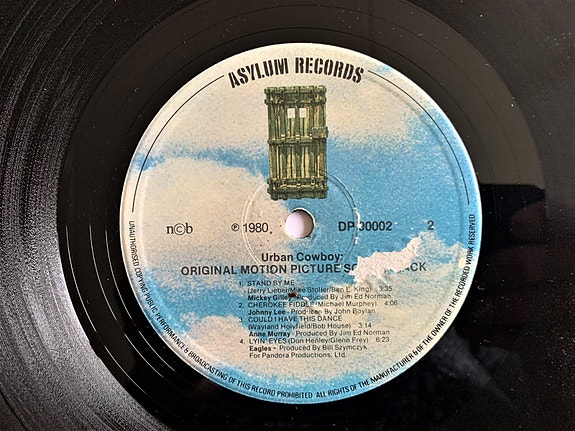 ASYLUM RECORDS
n©b
℗ 1980.
DP 2
Urban Cowboy:
ORIGINAL MOTION PICTURE
1. STAND BY ME
(Jerry Lieber/Mike Stoller/Ben L. King) 3:35
Mickey Produced By Jim Ed Norman
2. CHEROKEE FIDDLE (Michael Murphey) 4:06
Johnny Lee - Produced By John Boylan
COULD I HAVE THIS DANCE
(Wayland Holyfield/Bob House) 3:14
Anne Murray - Produced By Jim Ed Norman
4. LYIN' EYES (Don Henley/Glenn Frey) 6:23
Eagles - Produced By Bill Szymczyk
For Pandora Productions, Ltd.
UNAUTHORISED COPYING PUBLIC PERFORMANCE & BROADCASTING OF THIS RECORD PROHIBITED. ALL RIGHTS OF THE MANUFACTURER & OF THE OWNER OF THE RECORDED WORK RESERVED.